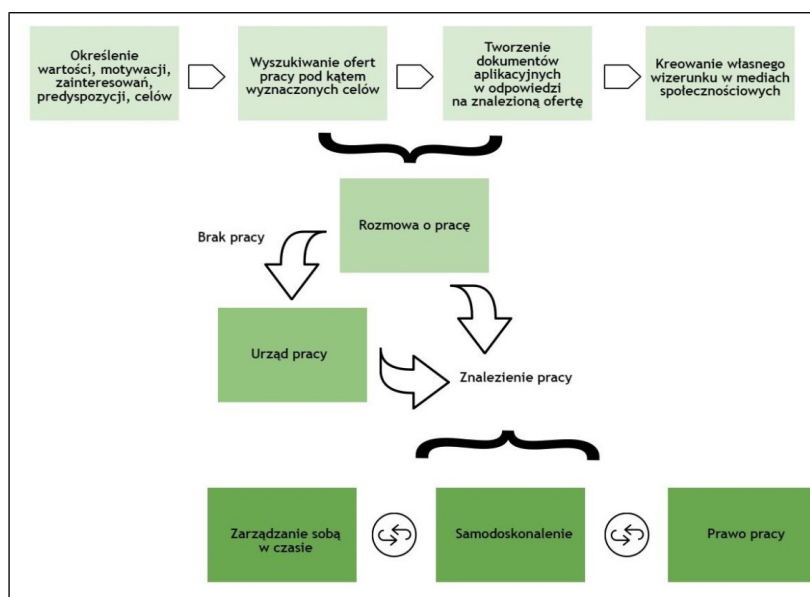 Określenie
wartości, motywacji,
zainteresowań,
predyspozycji, celów
Wyszukiwanie ofert
pracy pod kątem
wyznaczonych celów
Tworzenie
dokumentów
aplikacyjnych
w odpowiedzi
na znalezioną ofertę
Kreowanie własnego
wizerunku w mediach
społecznościowych
Rozmowa o pracę
Brak pracy
Urząd pracy
Znalezienie pracy
Zarządzanie sobą
w czasie
Samodoskonalenie
Prawo pracy